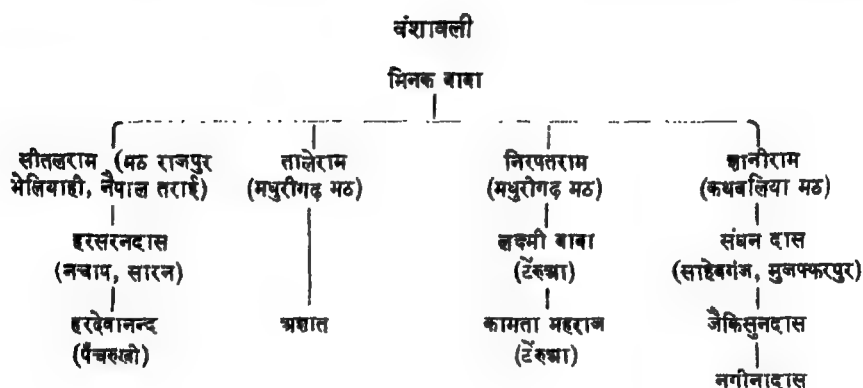 वंशावली
मिनक बाबा
सीतलराम (मठ राजपुर
भेलियाही, नैपाल तराई)
तालेराम
(मधुरीगढ़ मठ)
निरपतराम
(मधुरीगढ़ मठ)
ज्ञानीराम
(कथवलिया मठ)
हरसरनदास
(नचाप, सारन)
लक्ष्मी बाबा
(टेंरुआ)
संघन दास
(साहेबगंज, मुजफ्फरपुर)
हरदेवानन्द
(पँचरुखी)
अज्ञात
कामता महराज
(टेंरुआ)
जैकिसुनदास
नगीनादास